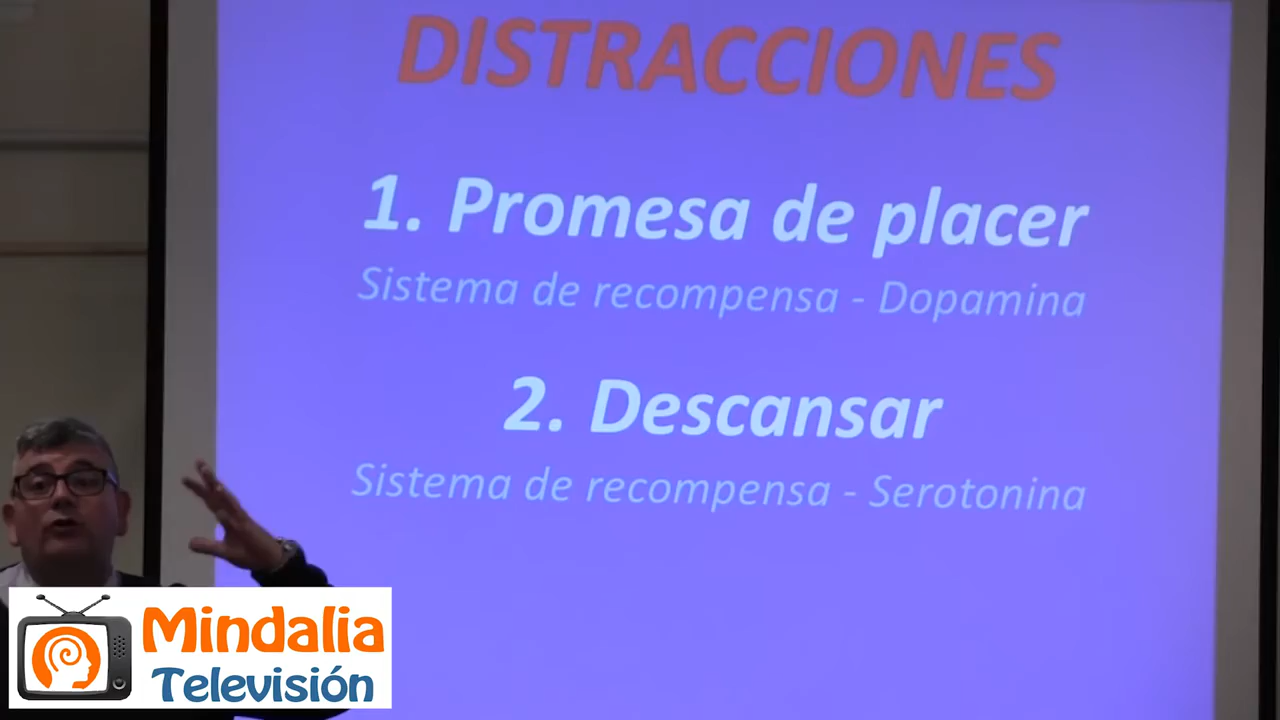 DISTRACCIONES
1. Promesa de placer
Sistema de recompensa - Dopamina
2. Descansar
Sistema de recompensa - Serotonina
Mindalia
Televisión